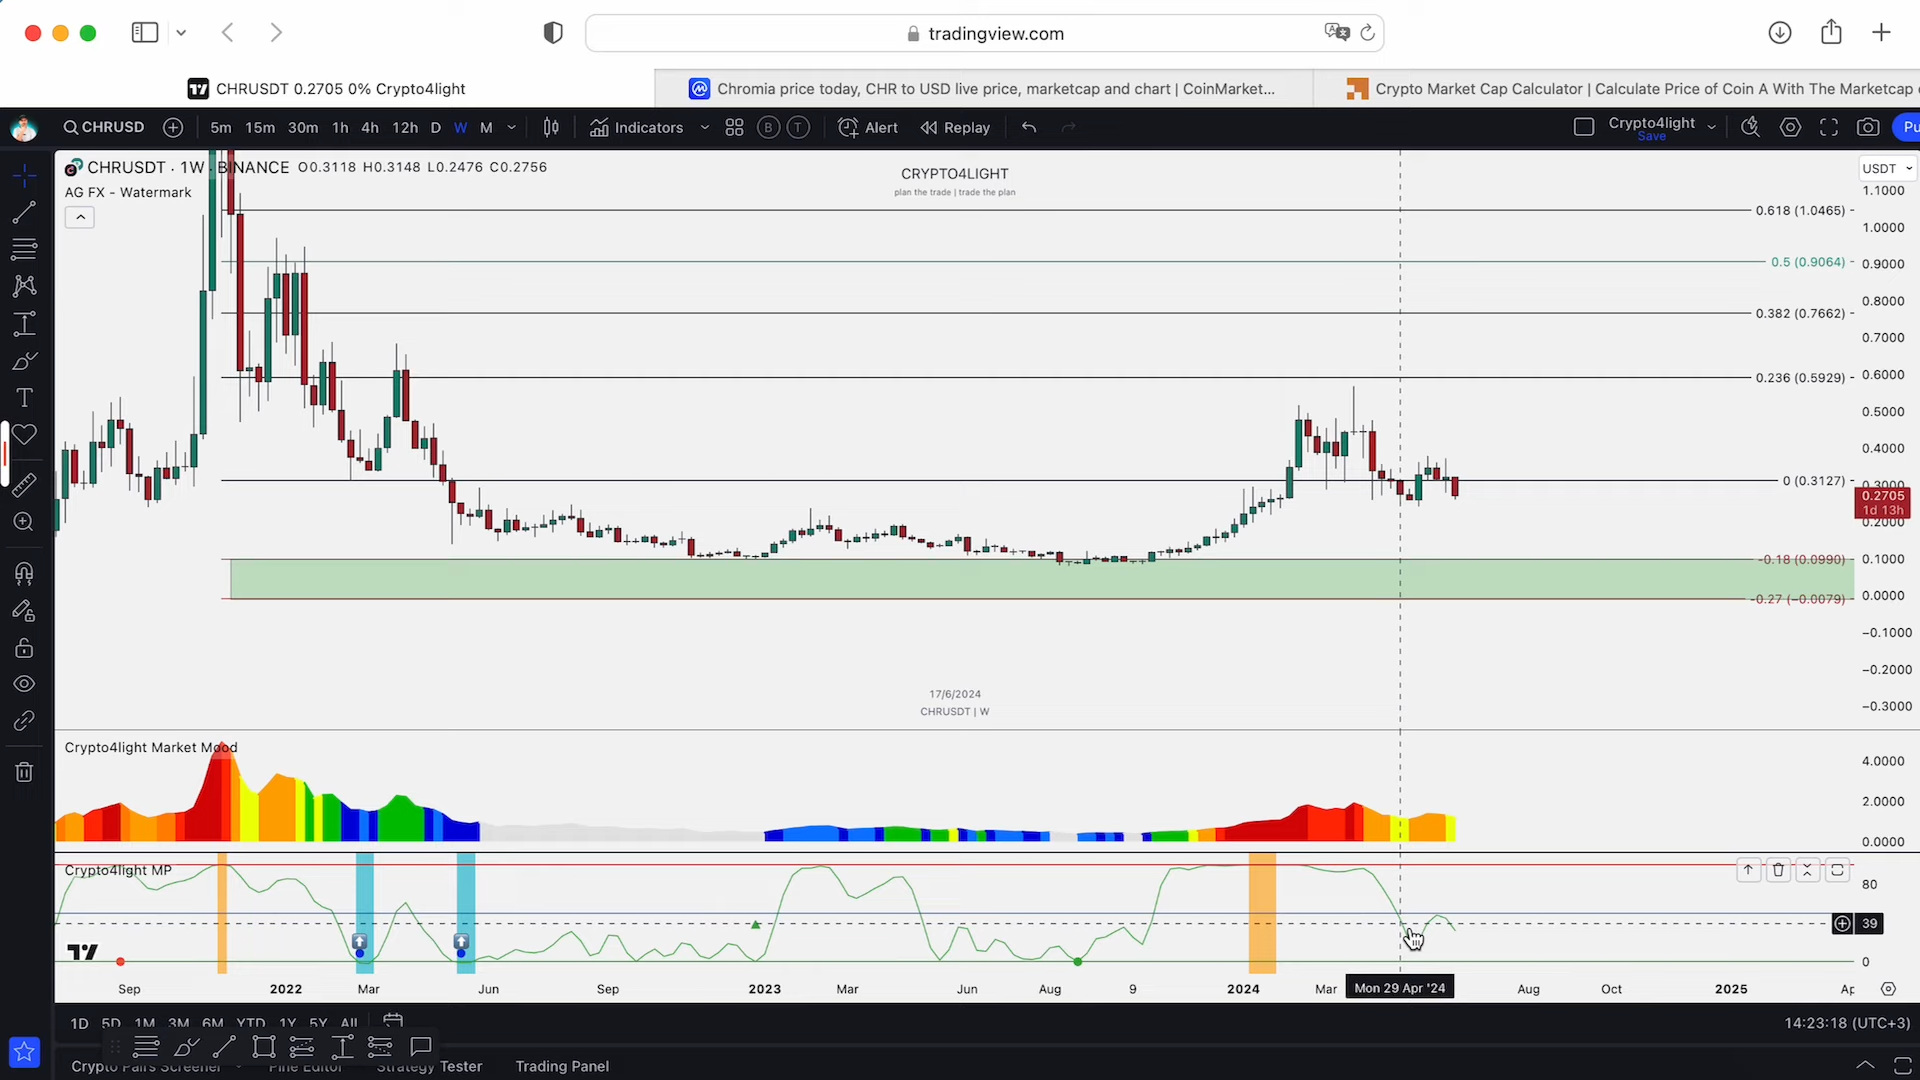 tradingview.com
CHRUSDT 0.2705 0% Crypto4light
Chromia price today, CHR to USD live price, marketcap and chart | CoinMarket...
Crypto Market Cap Calculator | Calculate Price of Coin A With The Marketcap
CHRUSD 5m 15m 30m 1h 4h 12h D W M Indicators B T Alert Replay Crypto4light Save Pu
CHRUSDT · 1W · BINANCE O0.3118 H0.3148 L0.2476 C0.2756
AG FX - Watermark
CRYPTO4LIGHT
plan the trade | trade the plan
USDT
1.1000
0.618 (1.0465)
1.0000
0.5 (0.9064)
0.9000
0.8000
0.382 (0.7662)
0.7000
0.236 (0.5929)
0.6000
0.5000
0.4000
0 (0.3127)
0.3000
0.2705
1d 13h
0.2000
-0.18 (0.0990)
0.1000
-0.27 (-0.0079)
0.0000
-0.1000
-0.2000
-0.3000
17/6/2024
CHRUSDT | W
Crypto4light Market Mood
4.0000
2.0000
0.0000
Crypto4light MP
80
39
0
Sep 2022 Mar Jun Sep 2023 Mar Jun Aug 9 2024 Mar Mon 29 Apr '24 Aug Oct 2025 Ap
1D 5D 1M 3M 6M YTD 1Y 5Y All 14:23:18 (UTC+3)
Crypto Pairs Screener Pine Editor Strategy Tester Trading Panel